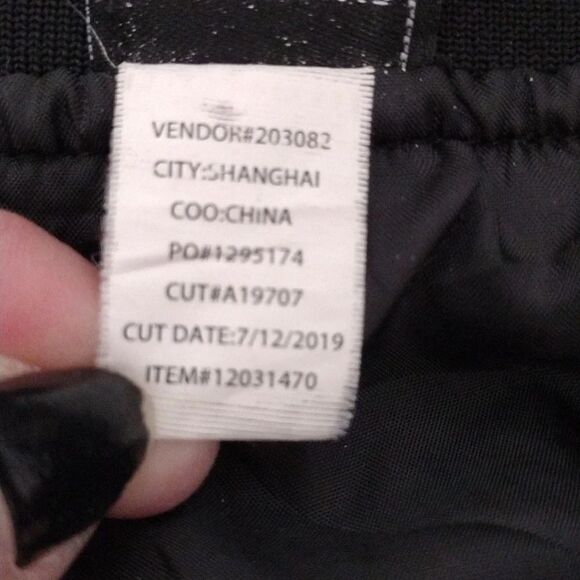 VENDOR#203082
CITY:SHANGHAI
COO:CHINA
PO#1295174
CUT#A19707
CUT DATE:7/12/2019
ITEM#12031470